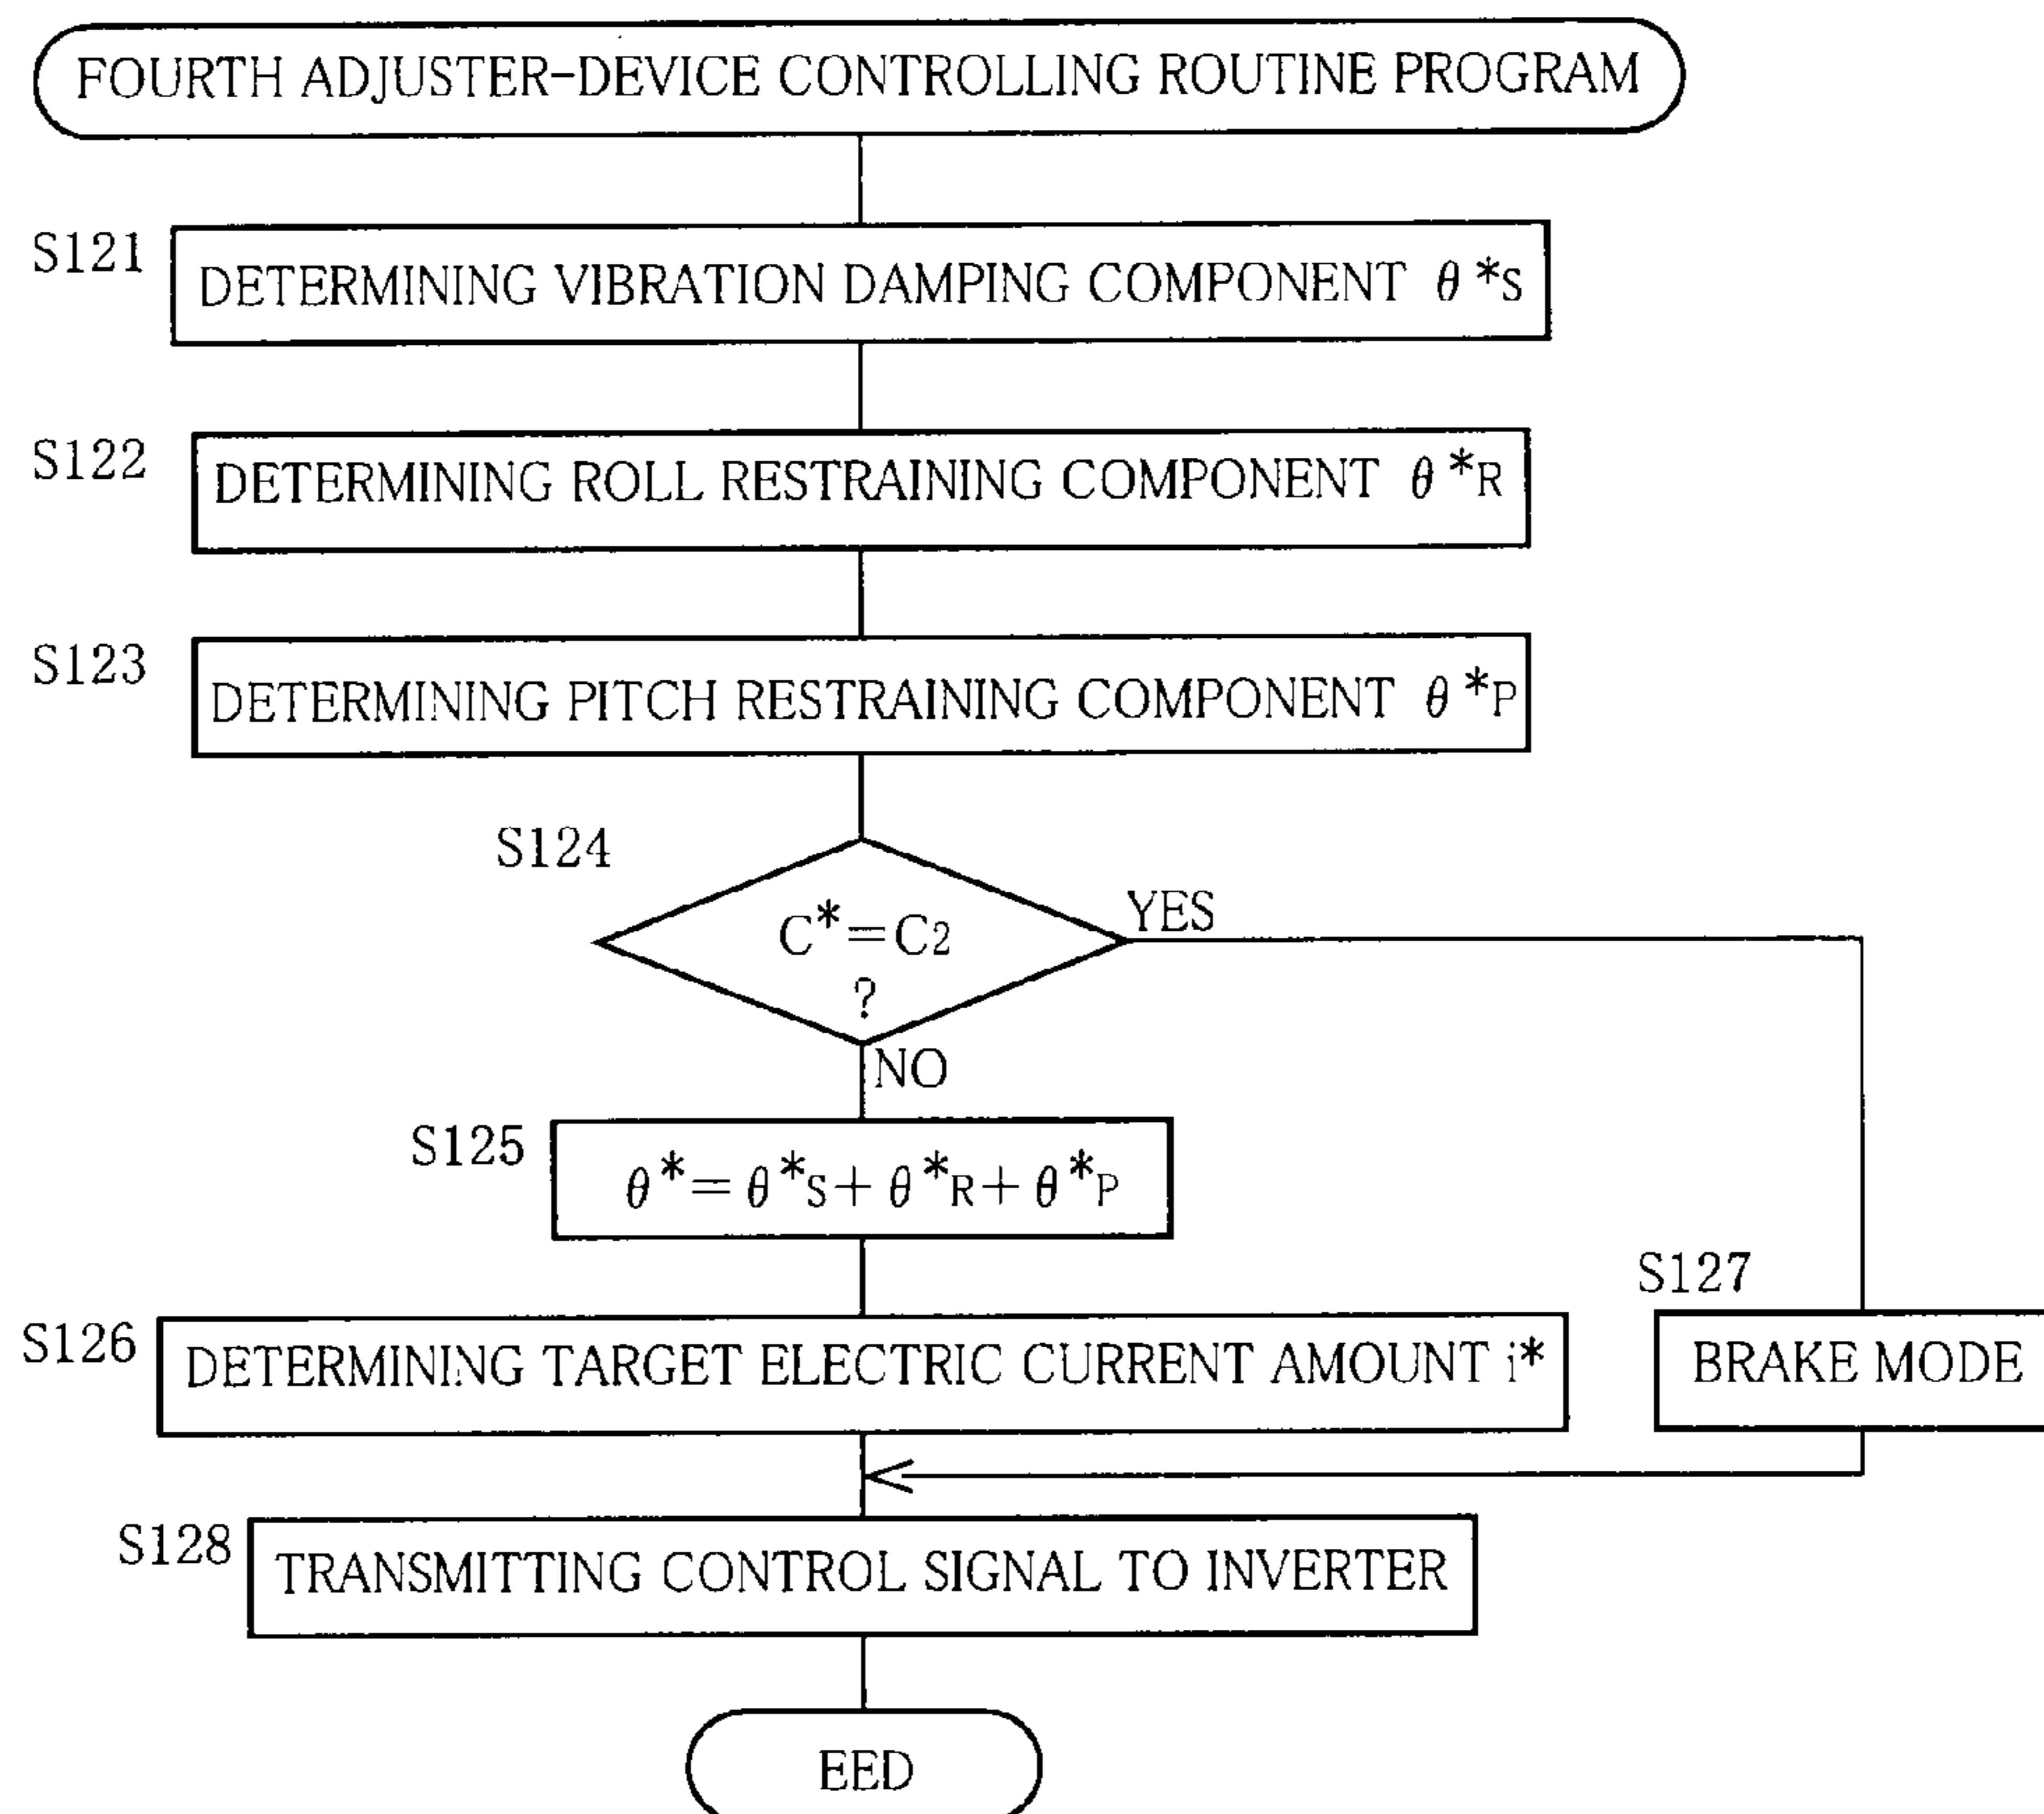 FOURTH ADJUSTER-DEVICE CONTROLLING ROUTINE PROGRAM
S121
DETERMINING VIBRATION DAMPING COMPONENT θ*S
S122
DETERMINING ROLL RESTRAINING COMPONENT θ*R
S123
DETERMINING PITCH RESTRAINING COMPONENT θ*P
S124
C*=C2
?
YES
NO
S125
θ*=θ*S+θ*R+θ*P
S126
DETERMINING TARGET ELECTRIC CURRENT AMOUNT i*
S127
BRAKE MODE
S128
TRANSMITTING CONTROL SIGNAL TO INVERTER
EED